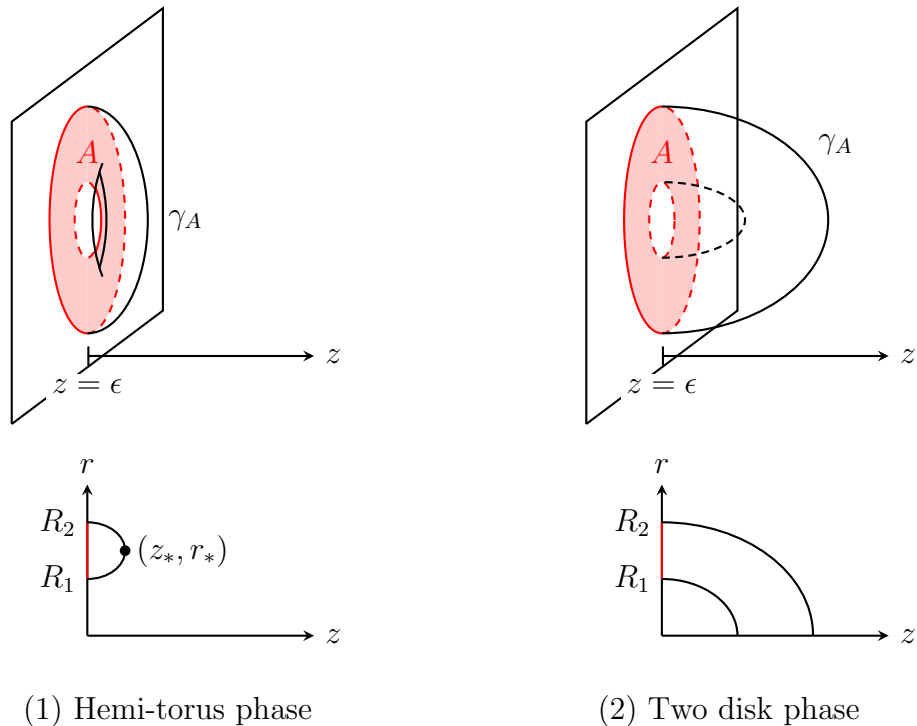 A
γ_A
z
z = ϵ
r
R_2
(z_*, r_*)
R_1
z
(1) Hemi-torus phase
A
γ_A
z
z = ϵ
r
R_2
R_1
z
(2) Two disk phase